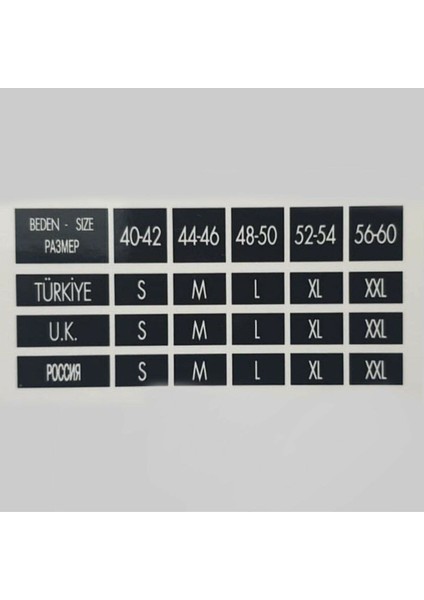 BEDEN - SIZE
РАЗМЕР
40-42 44-46 48-50 52-54 56-60
TÜRKİYE S M L XL XXL
U.K. S M L XL XXL
РОССИЯ S M L XL XXL